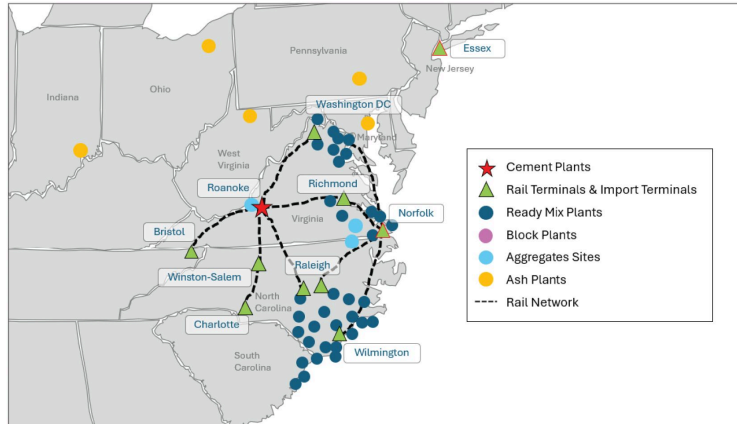 Pennsylvania
Essex
New Jersey
Ohio
Indiana
Washington DC
Maryland
West
Virginia
Roanoke
Richmond
Virginia
Norfolk
Bristol
Raleigh
Winston-Salem
North
Carolina
Charlotte
Wilmington
South
Carolina
Cement Plants
Rail Terminals & Import Terminals
Ready Mix Plants
Block Plants
Aggregates Sites
Ash Plants
Rail Network